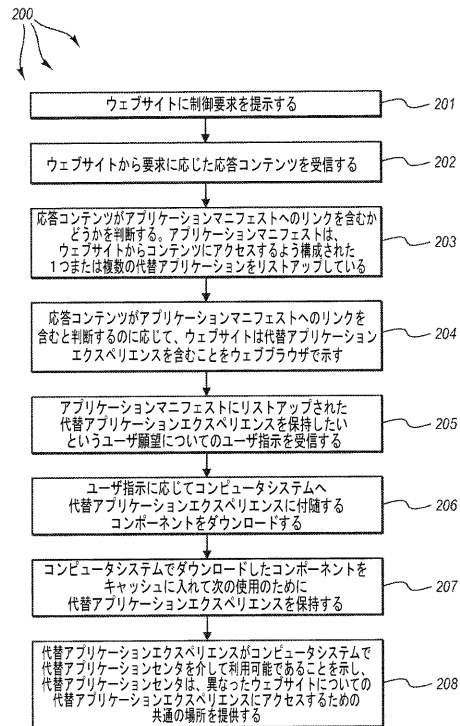 200
ウェブサイトに制御要求を提示する
201
ウェブサイトから要求に応じた応答コンテンツを受信する
202
応答コンテンツがアプリケーションマニフェストへのリンクを含むか
どうかを判断する。アプリケーションマニフェストは、
ウェブサイトからコンテンツにアクセスするよう構成された
1つまたは複数の代替アプリケーションをリストアップしている
203
応答コンテンツがアプリケーションマニフェストへのリンクを
含むと判断するのに応じて、ウェブサイトは代替アプリケーション
エクスペリエンスを含むことをウェブブラウザで示す
204
アプリケーションマニフェストにリストアップされた
代替アプリケーションエクスペリエンスを保持したい
というユーザ願望についてのユーザ指示を受信する
205
ユーザ指示に応じてコンピュータシステムへ
代替アプリケーションエクスペリエンスに付随する
コンポーネントをダウンロードする
206
コンピュータシステムでダウンロードしたコンポーネントを
キャッシュに入れて次の使用のために
代替アプリケーションエクスペリエンスを保持する
207
代替アプリケーションエクスペリエンスがコンピュータシステムで
代替アプリケーションセンタを介して利用可能であることを示し、
代替アプリケーションセンタは、異なったウェブサイトについての
代替アプリケーションエクスペリエンスにアクセスするための
共通の場所を提供する
208